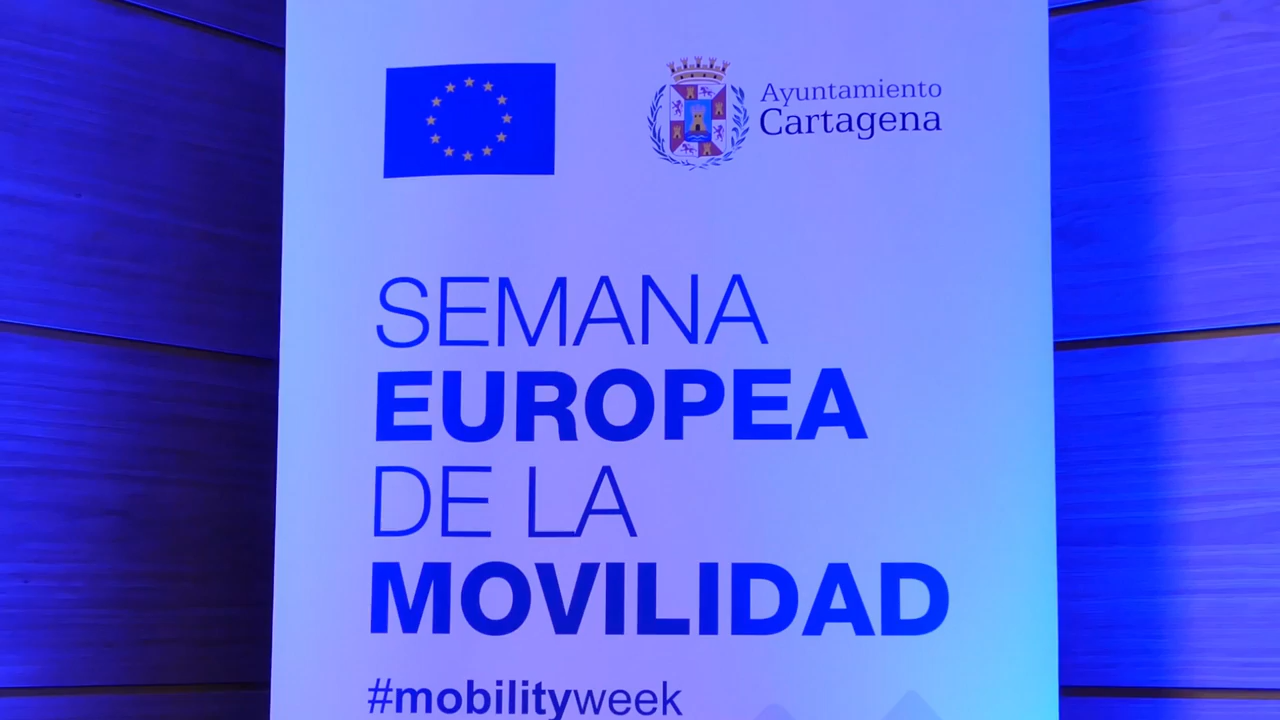 Ayuntamiento
Cartagena
SEMANA
EUROPEA
DE LA
MOVILIDAD
#mobilityweek